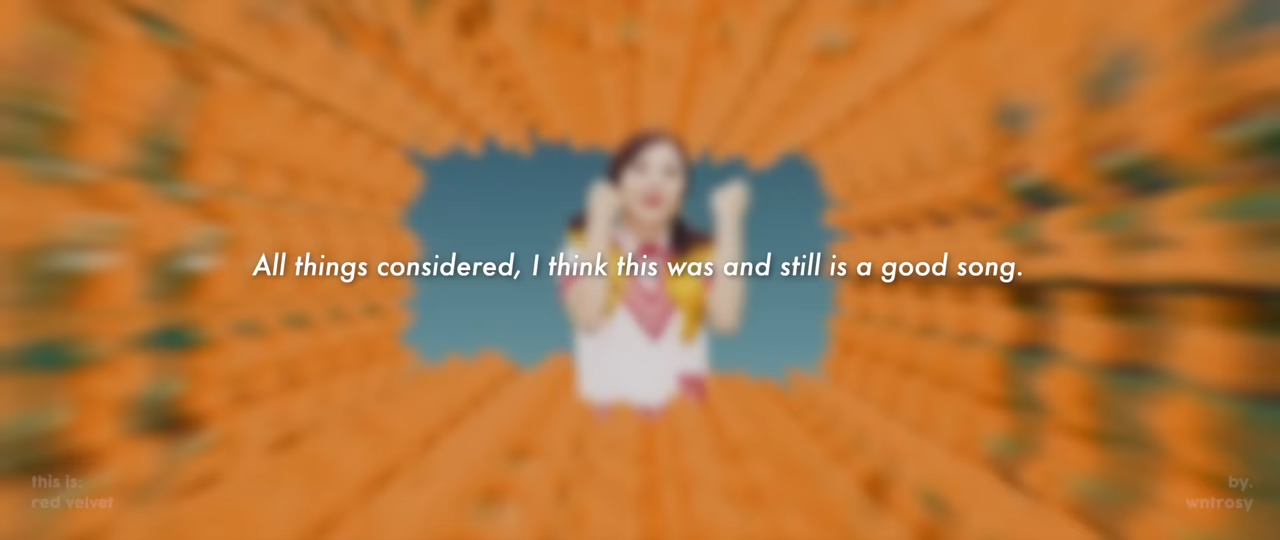 All things considered, I think this was and still is a good song.
this is:
red velvet
by.
wntrosy